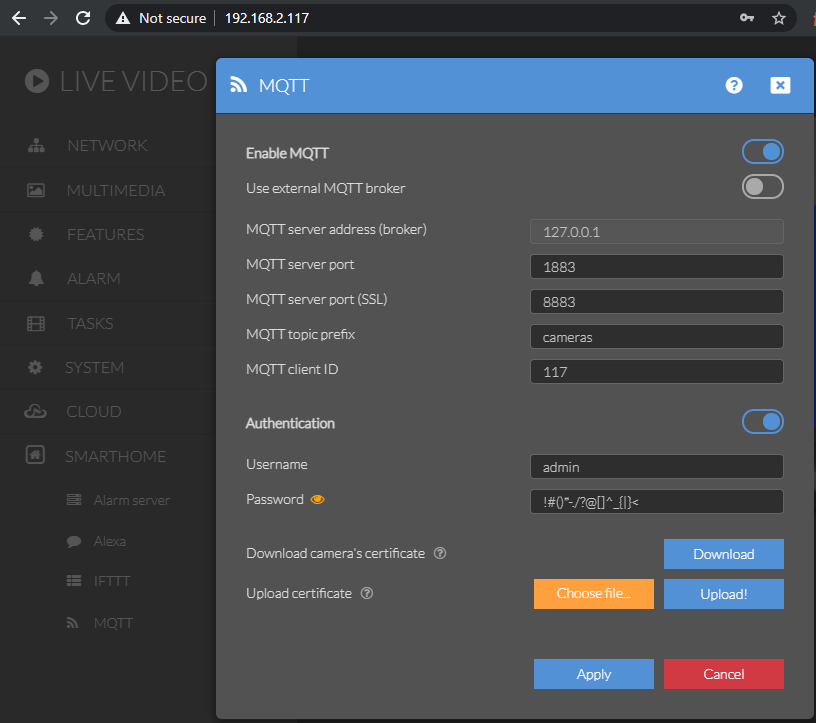 Not secure | 192.168.2.117
LIVE VIDEO
NETWORK
MULTIMEDIA
FEATURES
ALARM
TASKS
SYSTEM
CLOUD
SMARTHOME
Alarm server
Alexa
IFTTT
MQTT
MQTT
Enable MQTT
Use external MQTT broker
MQTT server address (broker) 127.0.0.1
MQTT server port 1883
MQTT server port (SSL) 8883
MQTT topic prefix cameras
MQTT client ID 117
Authentication
Username admin
Password !#()*-./?@[]^_{|}<
Download camera's certificate Download
Upload certificate Choose file... Upload!
Apply Cancel